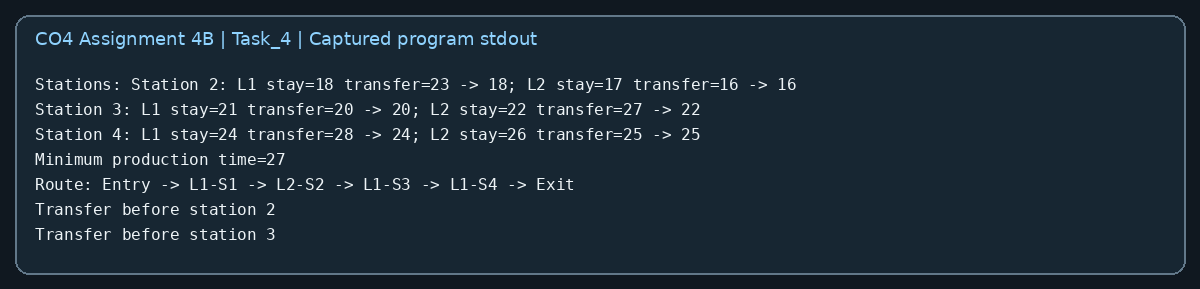 CO4 Assignment 4B | Task_4 | Captured program stdout
Stations: Station 2: L1 stay=18 transfer=23 -> 18; L2 stay=17 transfer=16 -> 16
Station 3: L1 stay=21 transfer=20 -> 20; L2 stay=22 transfer=27 -> 22
Station 4: L1 stay=24 transfer=28 -> 24; L2 stay=26 transfer=25 -> 25
Minimum production time=27
Route: Entry -> L1-S1 -> L2-S2 -> L1-S3 -> L1-S4 -> Exit
Transfer before station 2
Transfer before station 3